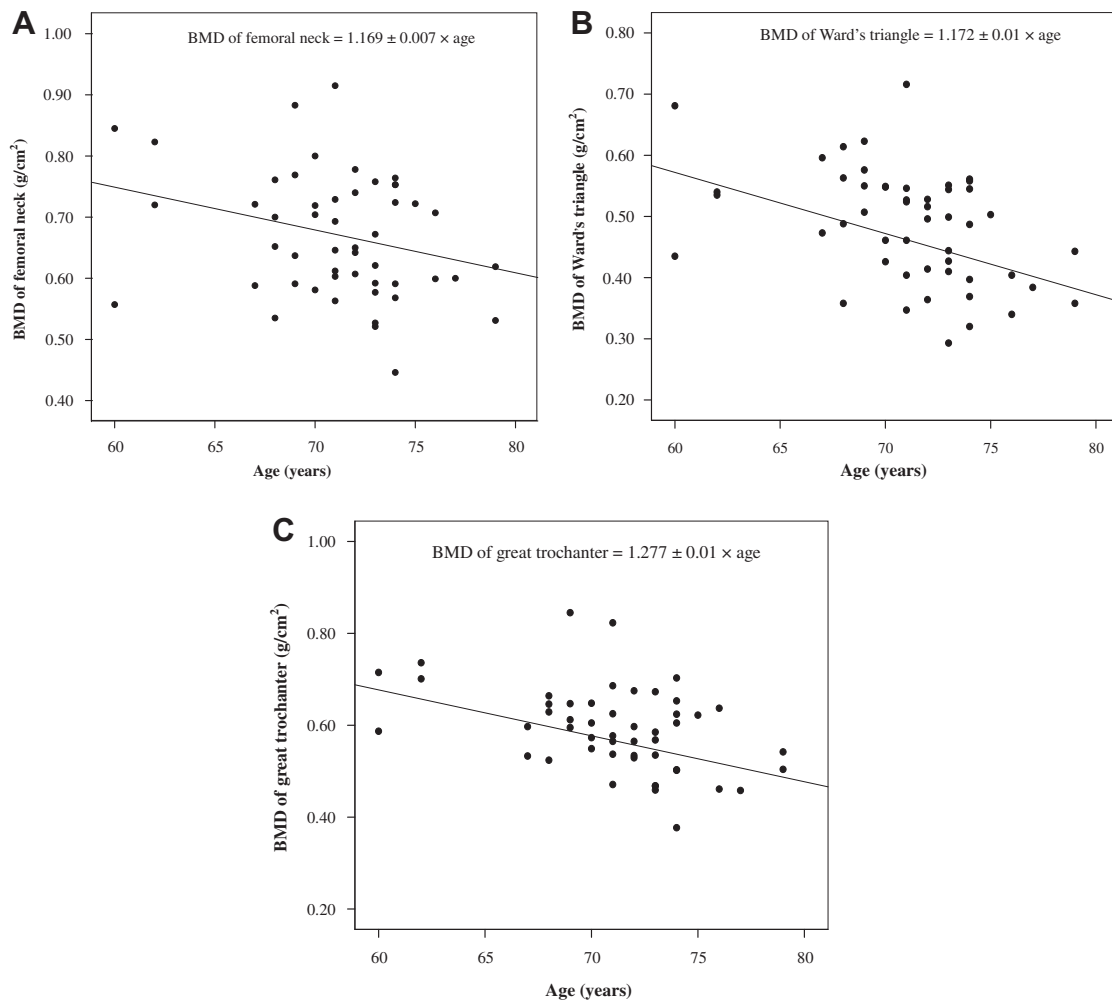 A
BMD of femoral neck = 1.169 ± 0.007 × age
BMD of femoral neck (g/cm²)
1.00
0.90
0.80
0.70
0.60
0.50
0.40
60 65 70 75 80
Age (years)
B
BMD of Ward's triangle = 1.172 ± 0.01 × age
BMD of Ward's triangle (g/cm²)
0.80
0.70
0.60
0.50
0.40
0.30
0.20
60 65 70 75 80
Age (years)
C
BMD of great trochanter = 1.277 ± 0.01 × age
BMD of great trochanter (g/cm²)
1.00
0.80
0.60
0.40
0.20
60 65 70 75 80
Age (years)